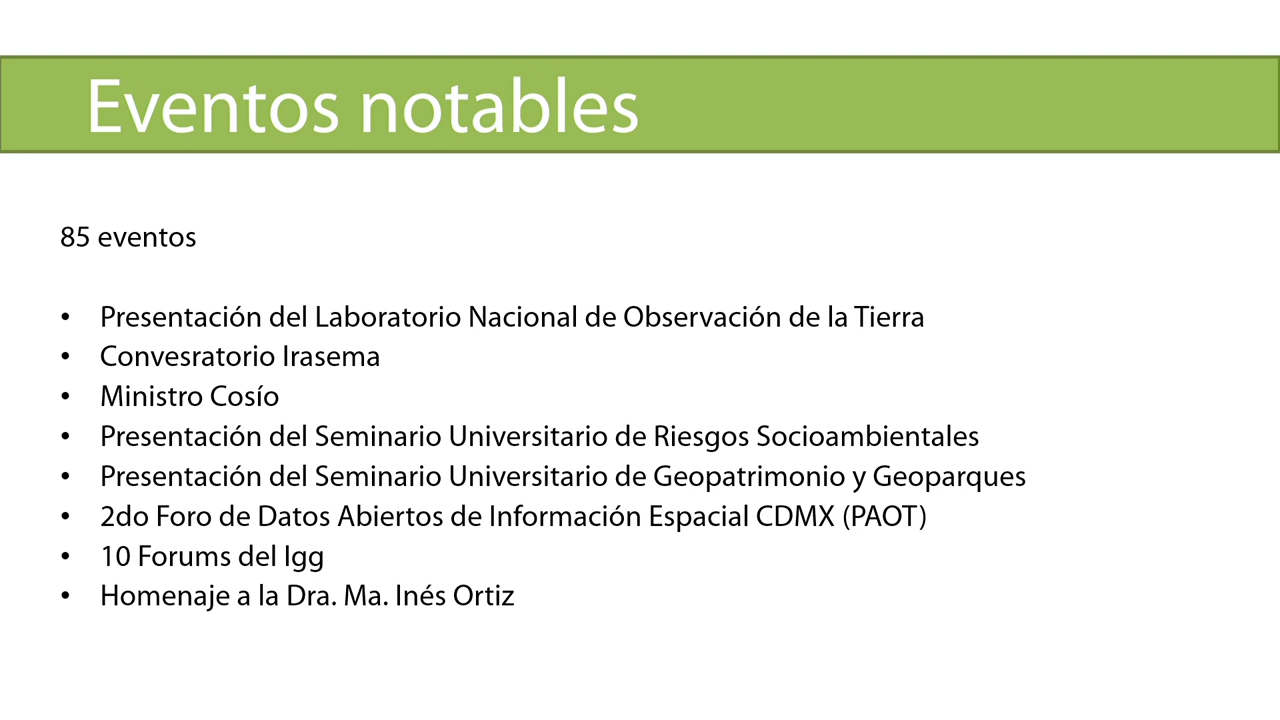 Eventos notables
85 eventos
• Presentación del Laboratorio Nacional de Observación de la Tierra
• Convesratorio Irasema
• Ministro Cosío
• Presentación del Seminario Universitario de Riesgos Socioambientales
• Presentación del Seminario Universitario de Geopatrimonio y Geoparques
• 2do Foro de Datos Abiertos de Información Espacial CDMX (PAOT)
• 10 Forums del Igg
• Homenaje a la Dra. Ma. Inés Ortiz